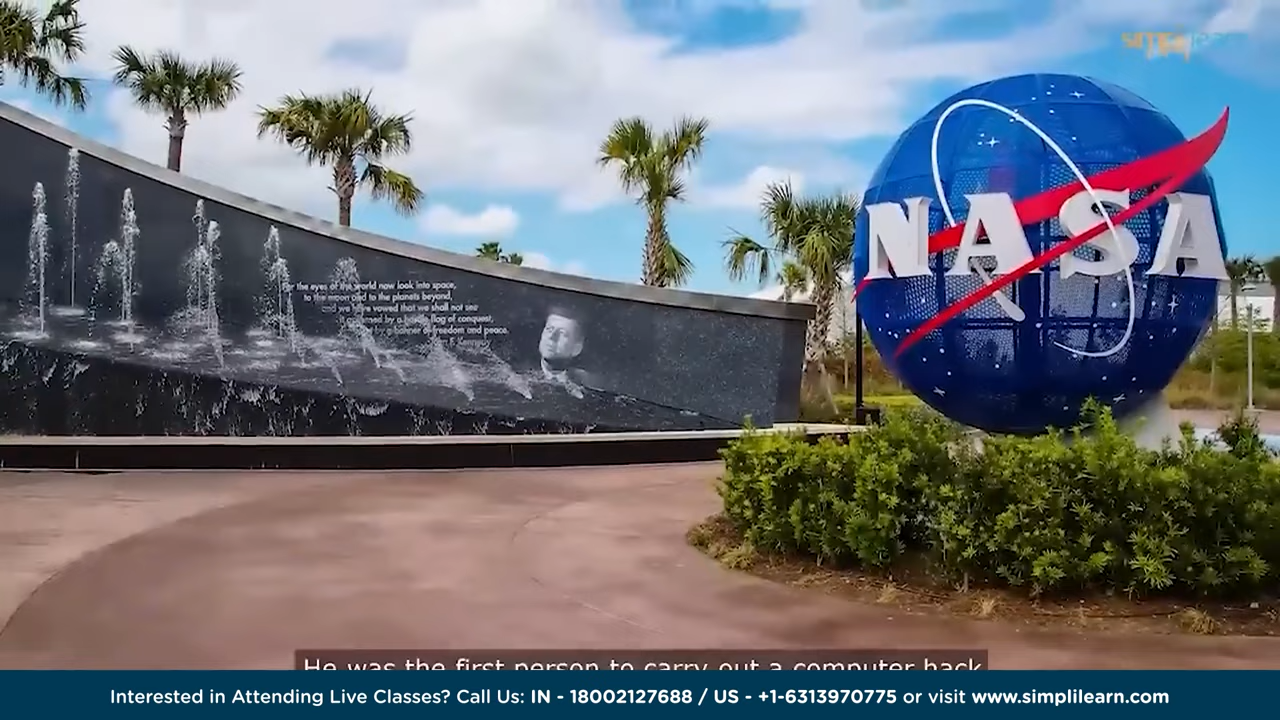 simplilearn
For the eyes of the world now look into space,
to the moon and to the planets beyond,
and we have vowed that we shall not see
it governed by a hostile flag of conquest,
but by a banner of freedom and peace.
John F. Kennedy
NASA
He was the first person to carry out a computer hack
Interested in Attending Live Classes? Call Us: IN - 18002127688 / US - +1-6313970775 or visit www.simplilearn.com